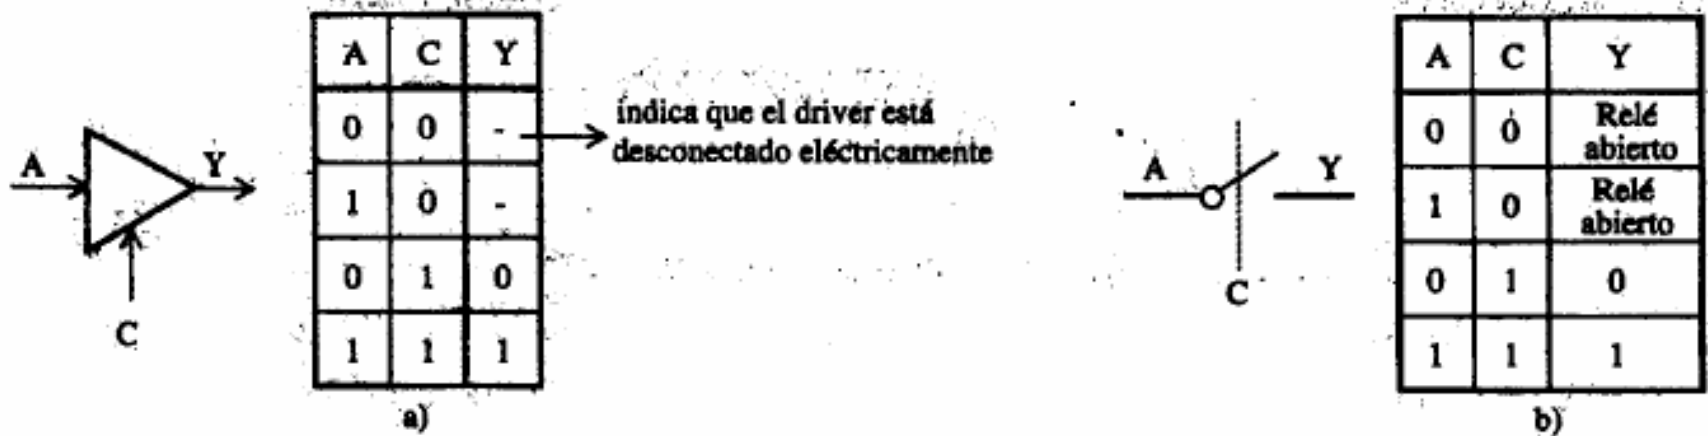 A
Y
C
A C Y
0 0 -
1 0 -
0 1 0
1 1 1
a)
indica que el driver está
desconectado eléctricamente
A
Y
C
A C Y
0 0 Relé abierto
1 0 Relé abierto
0 1 0
1 1 1
b)